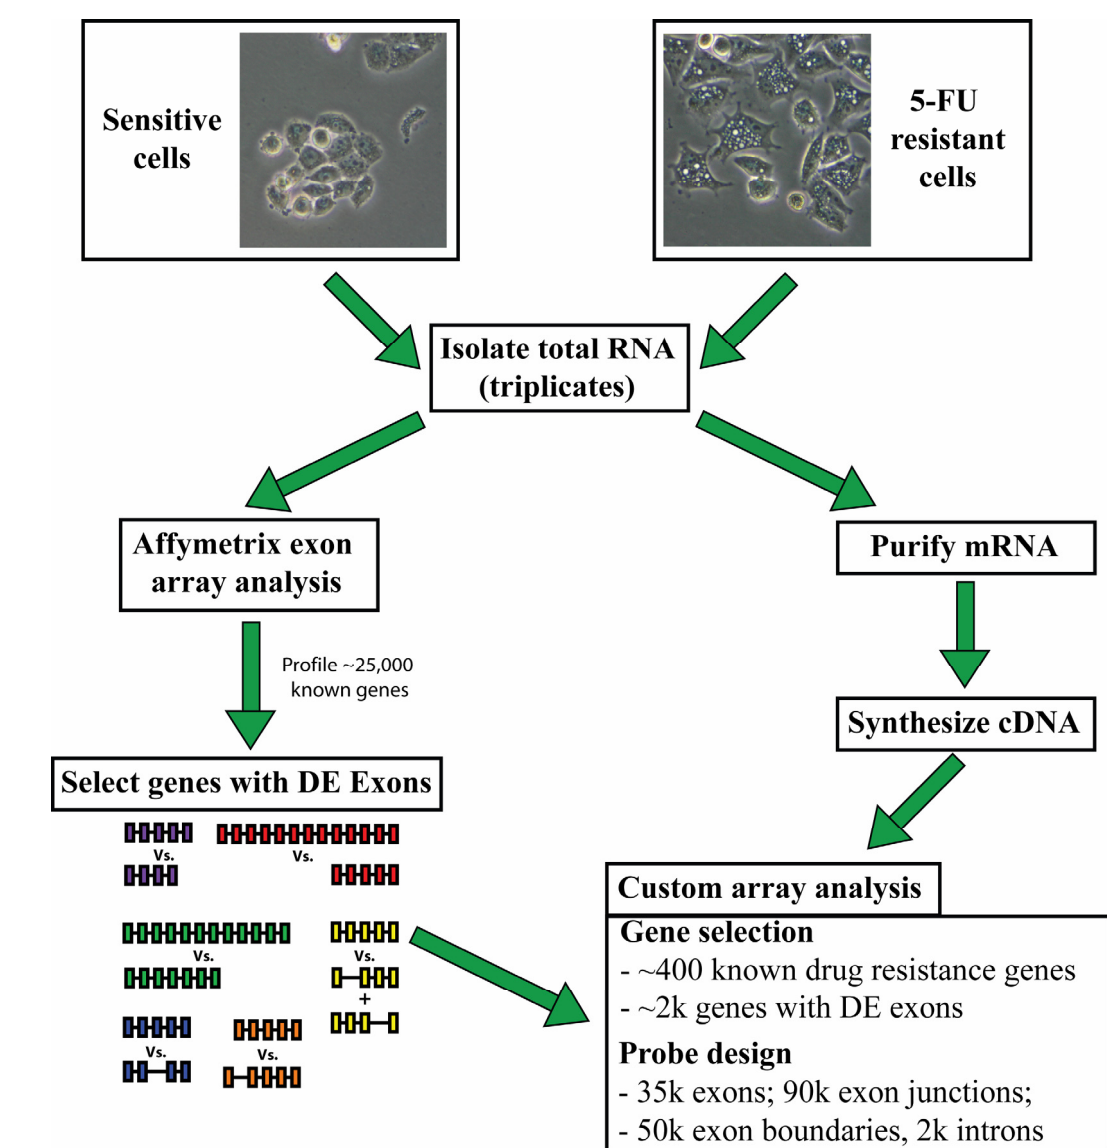 Sensitive
cells
5-FU
resistant
cells
Isolate total RNA
(triplicates)
Affymetrix exon
array analysis
Purify mRNA
Profile ~25,000
known genes
Synthesize cDNA
Select genes with DE Exons
Vs.
Vs.
Vs.
Vs.
+
Vs.
Vs.
Custom array analysis
Gene selection
- ~400 known drug resistance genes
- ~2k genes with DE exons
Probe design
- 35k exons; 90k exon junctions;
- 50k exon boundaries, 2k introns